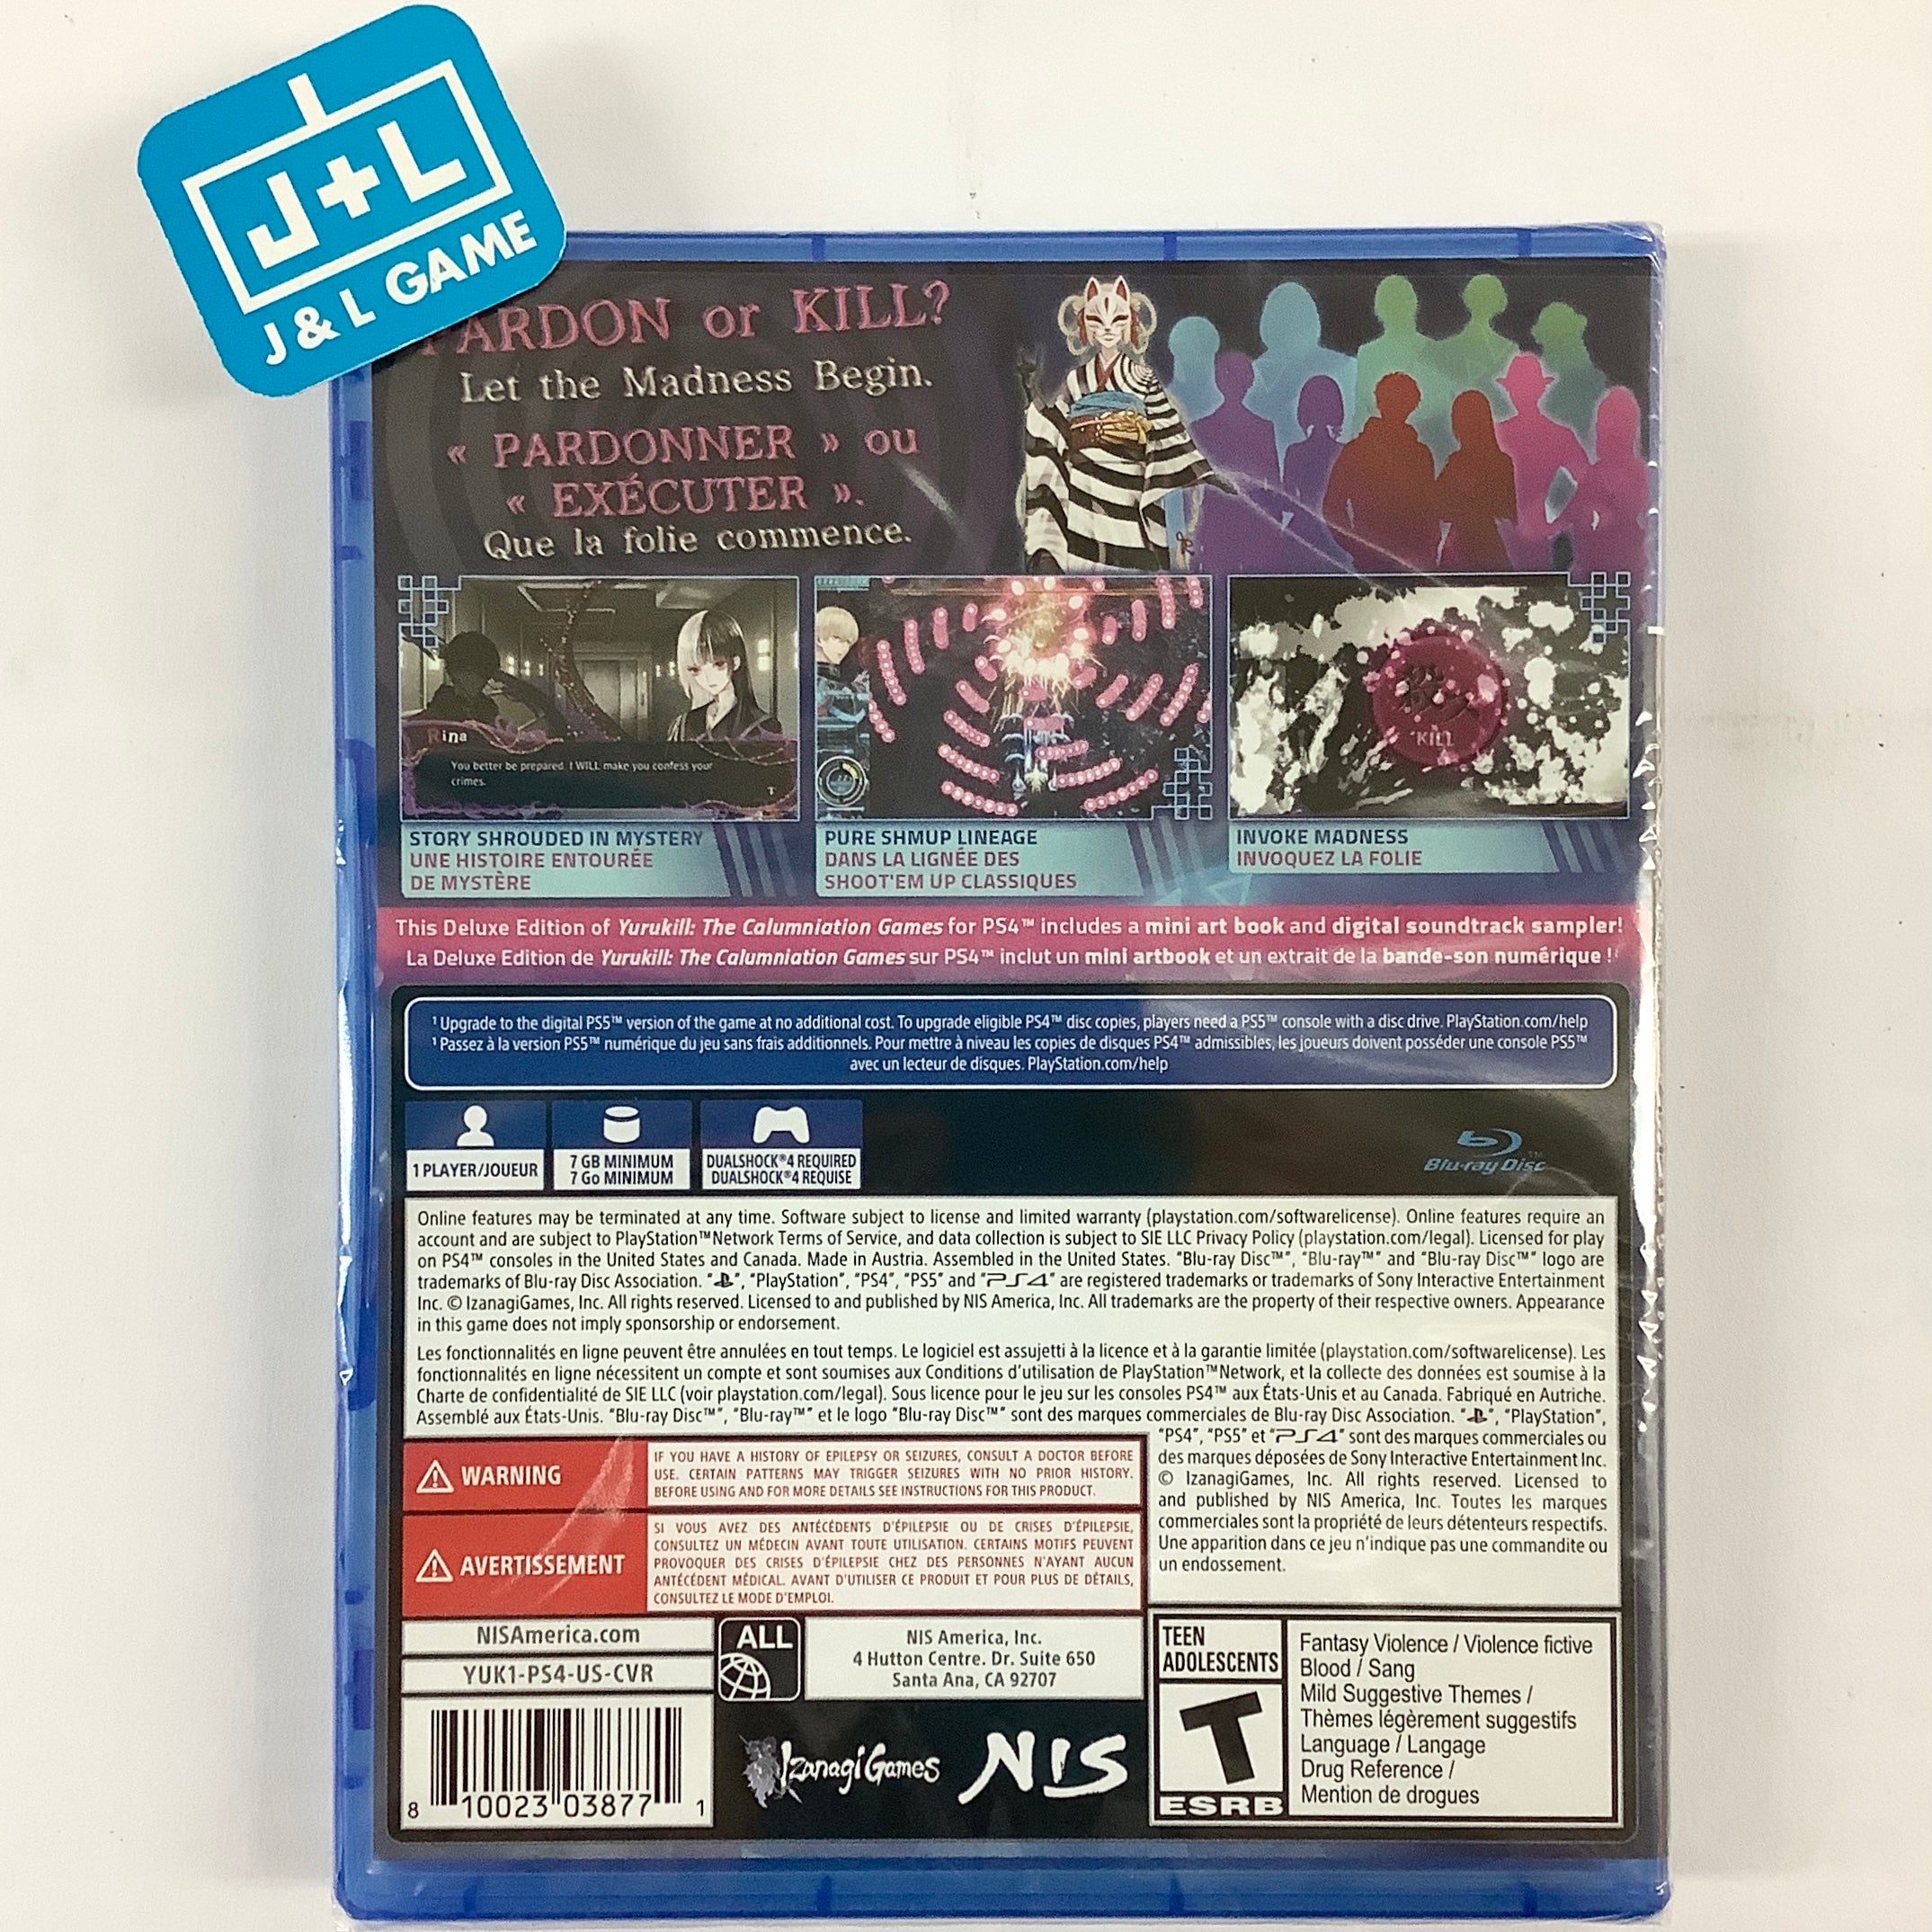 J+L
J & L GAME
PARDON or KILL?
Let the Madness Begin.
« PARDONNER » ou
« EXÉCUTER ».
Que la folie commence.
Rina
You better be prepared. I WILL make you confess your
crimes.
"KILL
STORY SHROUDED IN MYSTERY
UNE HISTOIRE ENTOURÉE
DE MYSTÈRE
PURE SHMUP LINEAGE
DANS LA LIGNÉE DES
SHOOT'EM UP CLASSIQUES
INVOKE MADNESS
INVOQUEZ LA FOLIE
This Deluxe Edition of Yurukill: The Calumniation Games for PS4™ includes a mini art book and digital soundtrack sampler!
La Deluxe Edition de Yurukill: The Calumniation Games sur PS4™ inclut un mini artbook et un extrait de la bande-son numérique !
¹ Upgrade to the digital PS5™ version of the game at no additional cost. To upgrade eligible PS4™ disc copies, players need a PS5™ console with a disc drive. PlayStation.com/help
¹ Passez à la version PS5™ numérique du jeu sans frais additionnels. Pour mettre à niveau les copies de disques PS4™ admissibles, les joueurs doivent posséder une console PS5™
avec un lecteur de disques. PlayStation.com/help
1 PLAYER/JOUEUR
7 GB MINIMUM
7 Go MINIMUM
DUALSHOCK®4 REQUIRED
DUALSHOCK®4 REQUISE
Blu-ray Disc™
Online features may be terminated at any time. Software subject to license and limited warranty (playstation.com/softwarelicense). Online features require an
account and are subject to PlayStation™Network Terms of Service, and data collection is subject to SIE LLC Privacy Policy (playstation.com/legal). Licensed for play
on PS4™ consoles in the United States and Canada. Made in Austria. Assembled in the United States. "Blu-ray Disc™", "Blu-ray™" and "Blu-ray Disc™" logo are
trademarks of Blu-ray Disc Association. "PS", "PlayStation", "PS4", "PS5" and "PS4" are registered trademarks or trademarks of Sony Interactive Entertainment
Inc. © IzanagiGames, Inc. All rights reserved. Licensed to and published by NIS America, Inc. All trademarks are the property of their respective owners. Appearance
in this game does not imply sponsorship or endorsement.
Les fonctionnalités en ligne peuvent être annulées en tout temps. Le logiciel est assujetti à la licence et à la garantie limitée (playstation.com/softwarelicense). Les
fonctionnalités en ligne nécessitent un compte et sont soumises aux Conditions d'utilisation de PlayStation™Network, et la collecte des données est soumise à la
Charte de confidentialité de SIE LLC (voir playstation.com/legal). Sous licence pour le jeu sur les consoles PS4™ aux États-Unis et au Canada. Fabriqué en Autriche.
Assemblé aux États-Unis. "Blu-ray Disc™", "Blu-ray™" et le logo "Blu-ray Disc™" sont des marques commerciales de Blu-ray Disc Association. "PS", "PlayStation",
"PS4", "PS5" et "PS4" sont des marques commerciales ou
des marques déposées de Sony Interactive Entertainment Inc.
© IzanagiGames, Inc. All rights reserved. Licensed to
and published by NIS America, Inc. Toutes les marques
commerciales sont la propriété de leurs détenteurs respectifs.
Une apparition dans ce jeu n'indique pas une commandite ou
un endossement.
WARNING
IF YOU HAVE A HISTORY OF EPILEPSY OR SEIZURES, CONSULT A DOCTOR BEFORE
USE. CERTAIN PATTERNS MAY TRIGGER SEIZURES WITH NO PRIOR HISTORY.
BEFORE USING AND FOR MORE DETAILS SEE INSTRUCTIONS FOR THIS PRODUCT.
AVERTISSEMENT
SI VOUS AVEZ DES ANTÉCÉDENTS D'ÉPILEPSIE OU DE CRISES D'ÉPILEPSIE,
CONSULTEZ UN MÉDECIN AVANT TOUTE UTILISATION. CERTAINS MOTIFS PEUVENT
PROVOQUER DES CRISES D'ÉPILEPSIE CHEZ DES PERSONNES N'AYANT AUCUN
ANTÉCÉDENT MÉDICAL. AVANT D'UTILISER CE PRODUIT ET POUR PLUS DE DÉTAILS,
CONSULTEZ LE MODE D'EMPLOI.
NISAmerica.com
YUK1-PS4-US-CVR
ALL
NIS America, Inc.
4 Hutton Centre. Dr. Suite 650
Santa Ana, CA 92707
8 10023 03877 1
IzanagiGames
NIS
TEEN
ADOLESCENTS
T
ESRB
Fantasy Violence / Violence fictive
Blood / Sang
Mild Suggestive Themes /
Thèmes légèrement suggestifs
Language / Langage
Drug Reference /
Mention de drogues